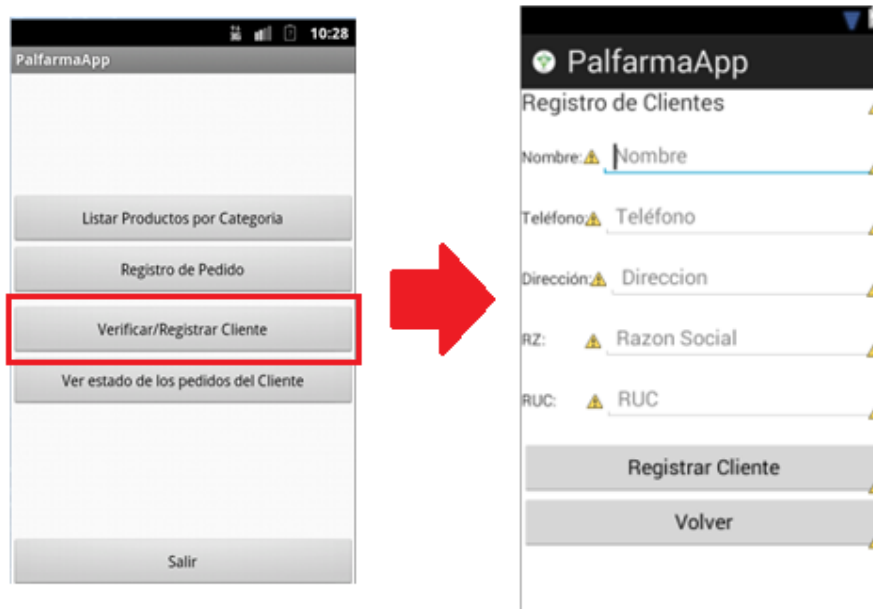 10:28
PalfarmaApp
Listar Productos por Categoria
Registro de Pedido
Verificar/Registrar Cliente
Ver estado de los pedidos del Cliente
Salir
PalfarmaApp
Registro de Clientes
Nombre: Nombre
Teléfono: Teléfono
Dirección: Direccion
RZ: Razon Social
RUC: RUC
Registrar Cliente
Volver